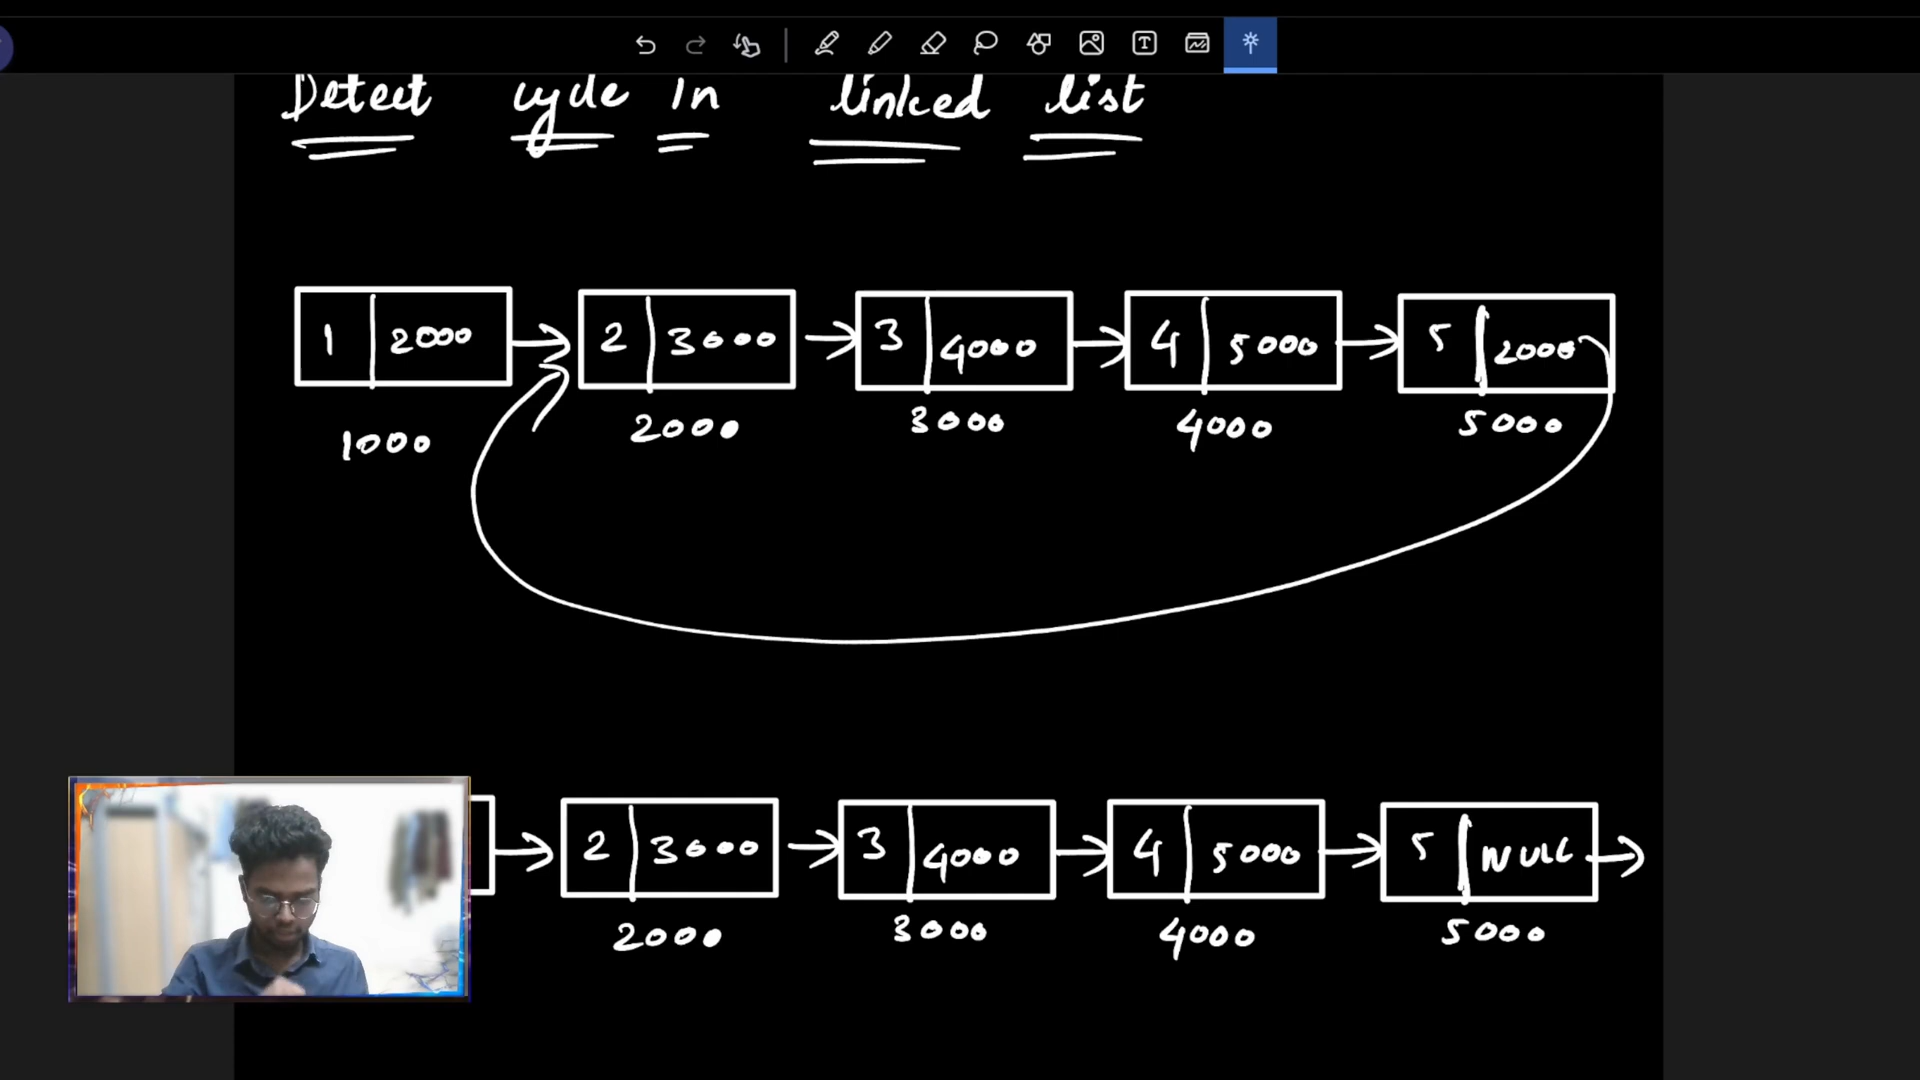 Detect cycle in linked list
1 2000 2 3000 3 4000 4 5000 5 2000
1000 2000 3000 4000 5000
2 3000 3 4000 4 5000 5 NULL
2000 3000 4000 5000